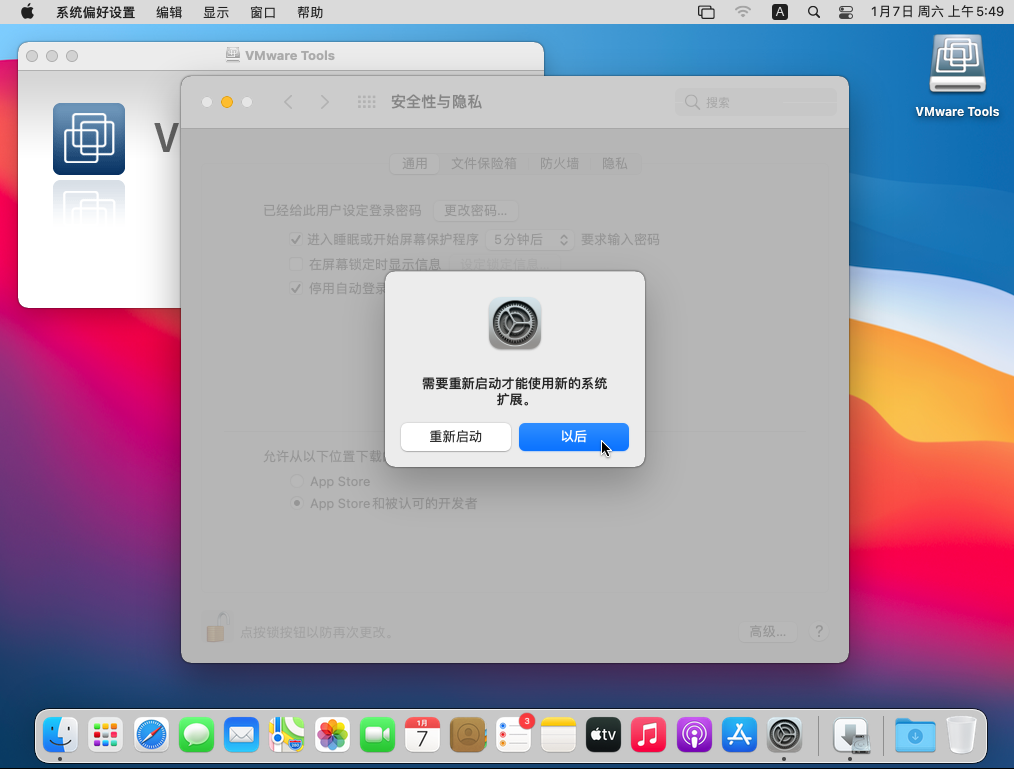 系统偏好设置 编辑 显示 窗口 帮助 A 1月7日 周六 上午5:49
VMware Tools
安全性与隐私
搜索
VMware Tools
V
通用 文件保险箱 防火墙 隐私
已经给此用户设定登录密码 更改密码...
进入睡眠或开始屏幕保护程序 5分钟后 要求输入密码
在屏幕锁定时显示信息 设定锁定信息...
停用自动登录
需要重新启动才能使用新的系统
扩展。
重新启动 以后
允许从以下位置下载
App Store
App Store和被认可的开发者
点按锁按钮以防再次更改。
高级... ?
1月
7
3
tv